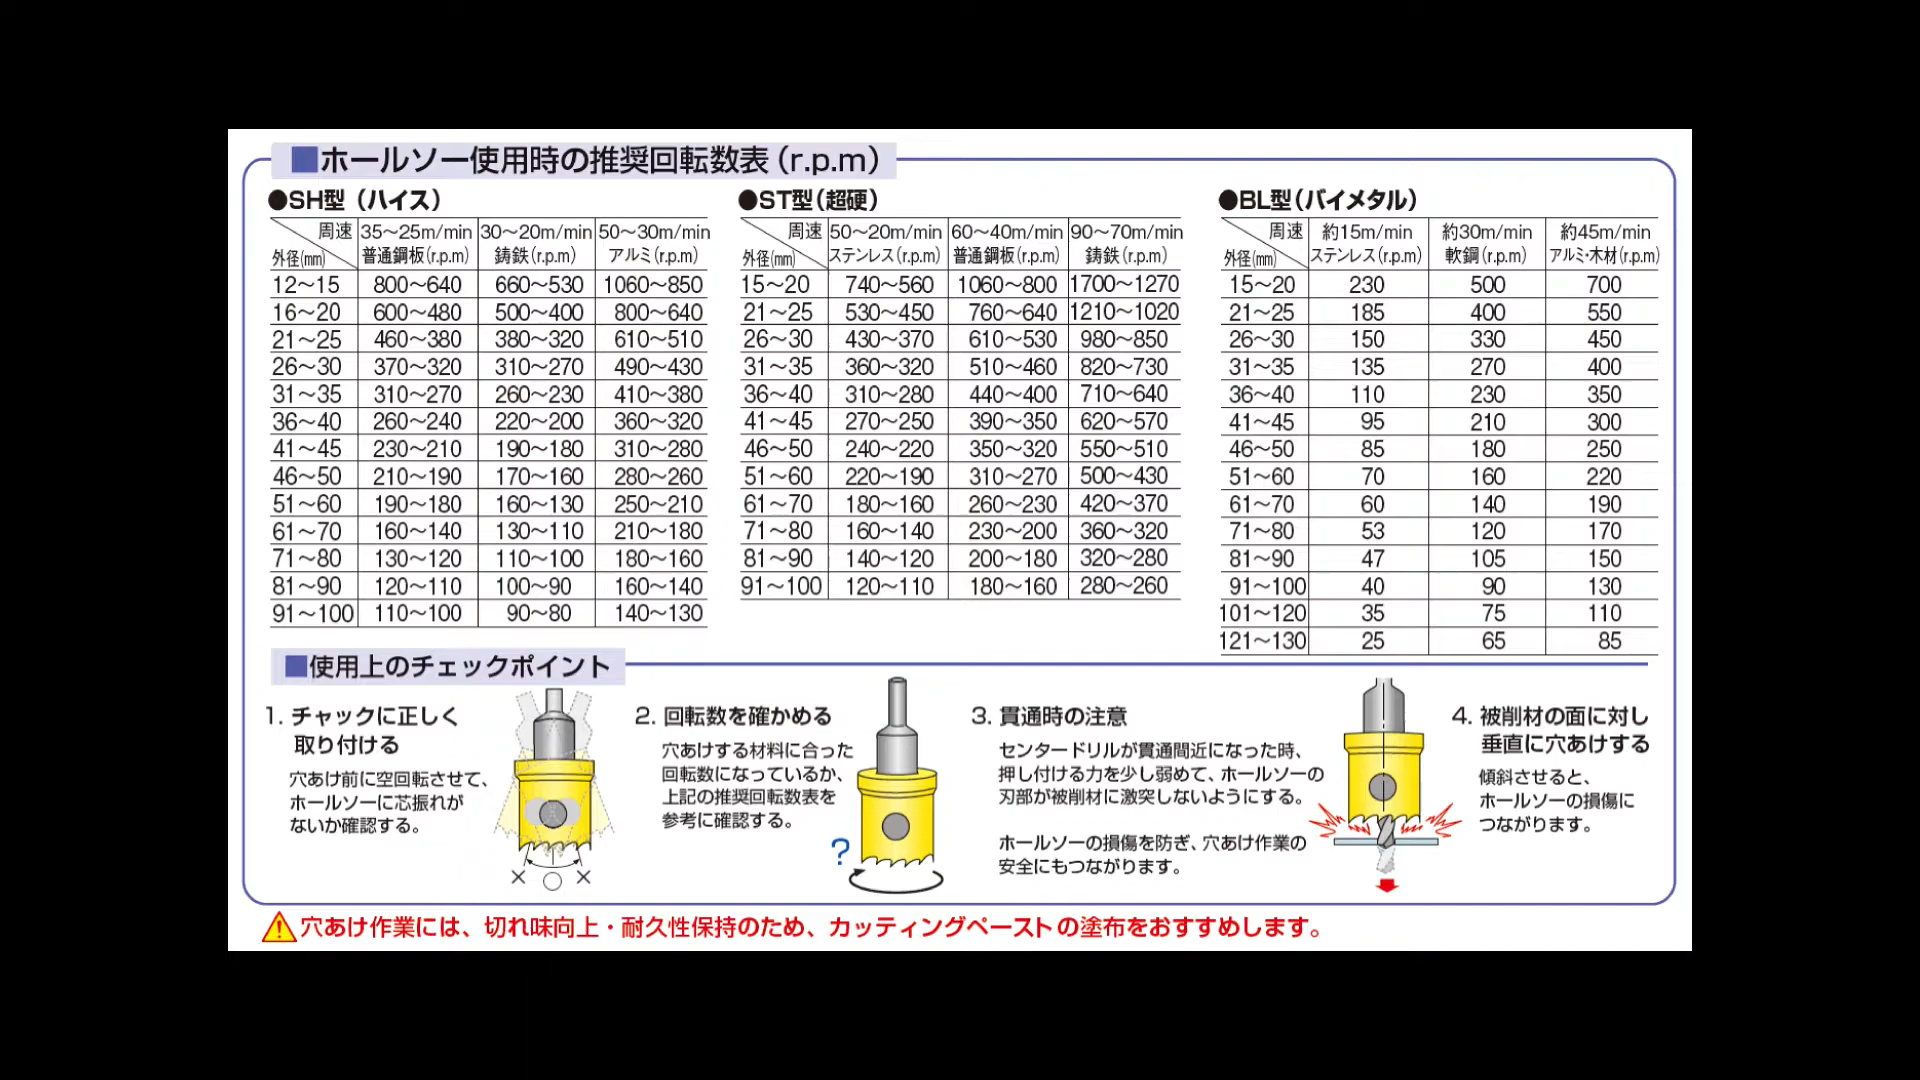 ■ホールソー使用時の推奨回転数表(r.p.m)
●SH型(ハイス)
周速 35～25m/min 30～20m/min 50～30m/min
外径(mm) 普通鋼板(r.p.m) 鋳鉄(r.p.m) アルミ(r.p.m)
12～15 800～640 660～530 1060～850
16～20 600～480 500～400 800～640
21～25 460～380 380～320 610～510
26～30 370～320 310～270 490～430
31～35 310～270 260～230 410～380
36～40 260～240 220～200 360～320
41～45 230～210 190～180 310～280
46～50 210～190 170～160 280～260
51～60 190～180 160～130 250～210
61～70 160～140 130～110 210～180
71～80 130～120 110～100 180～160
81～90 120～110 100～90 160～140
91～100 110～100 90～80 140～130
●ST型(超硬)
周速 50～20m/min 60～40m/min 90～70m/min
外径(mm) ステンレス(r.p.m) 普通鋼板(r.p.m) 鋳鉄(r.p.m)
15～20 740～560 1060～800 1700～1270
21～25 530～450 760～640 1210～1020
26～30 430～370 610～530 980～850
31～35 360～320 510～460 820～730
36～40 310～280 440～400 710～640
41～45 270～250 390～350 620～570
46～50 240～220 350～320 550～510
51～60 220～190 310～270 500～430
61～70 180～160 260～230 420～370
71～80 160～140 230～200 360～320
81～90 140～120 200～180 320～280
91～100 120～110 180～160 280～260
●BL型(バイメタル)
周速 約15m/min 約30m/min 約45m/min
外径(mm) ステンレス(r.p.m) 軟鋼(r.p.m) アルミ・木材(r.p.m)
15～20 230 500 700
21～25 185 400 550
26～30 150 330 450
31～35 135 270 400
36～40 110 230 350
41～45 95 210 300
46～50 85 180 250
51～60 70 160 220
61～70 60 140 190
71～80 53 120 170
81～90 47 105 150
91～100 40 90 130
101～120 35 75 110
121～130 25 65 85
■使用上のチェックポイント
1. チャックに正しく
取り付ける
穴あけ前に空回転させて、
ホールソーに芯振れが
ないか確認する。
× ○ ×
2. 回転数を確かめる
穴あけする材料に合った
回転数になっているか、
上記の推奨回転数表を
参考に確認する。
?
3. 貫通時の注意
センタードリルが貫通間近になった時、
押し付ける力を少し弱めて、ホールソーの
刃部が被削材に激突しないようにする。
ホールソーの損傷を防ぎ、穴あけ作業の
安全にもつながります。
4. 被削材の面に対し
垂直に穴あけする
傾斜させると、
ホールソーの損傷に
つながります。
!穴あけ作業には、切れ味向上・耐久性保持のため、カッティングペーストの塗布をおすすめします。